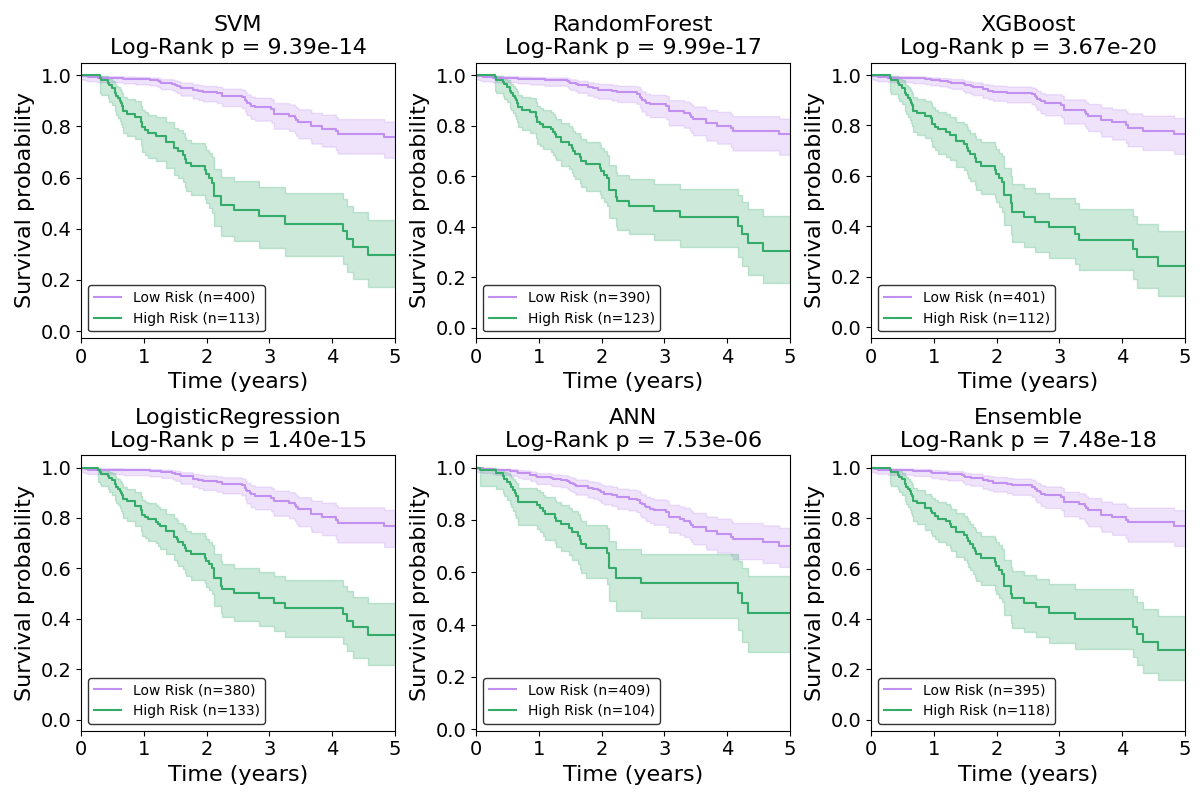 SVM
Log-Rank p = 9.39e-14
Survival probability
1.0
0.8
0.6
0.4
0.2
0.0
Low Risk (n=400)
High Risk (n=113)
0 1 2 3 4 5
Time (years)
RandomForest
Log-Rank p = 9.99e-17
Survival probability
1.0
0.8
0.6
0.4
0.2
0.0
Low Risk (n=390)
High Risk (n=123)
0 1 2 3 4 5
Time (years)
XGBoost
Log-Rank p = 3.67e-20
Survival probability
1.0
0.8
0.6
0.4
0.2
0.0
Low Risk (n=401)
High Risk (n=112)
0 1 2 3 4 5
Time (years)
LogisticRegression
Log-Rank p = 1.40e-15
Survival probability
1.0
0.8
0.6
0.4
0.2
0.0
Low Risk (n=380)
High Risk (n=133)
0 1 2 3 4 5
Time (years)
ANN
Log-Rank p = 7.53e-06
Survival probability
1.0
0.8
0.6
0.4
0.2
0.0
Low Risk (n=409)
High Risk (n=104)
0 1 2 3 4 5
Time (years)
Ensemble
Log-Rank p = 7.48e-18
Survival probability
1.0
0.8
0.6
0.4
0.2
0.0
Low Risk (n=395)
High Risk (n=118)
0 1 2 3 4 5
Time (years)